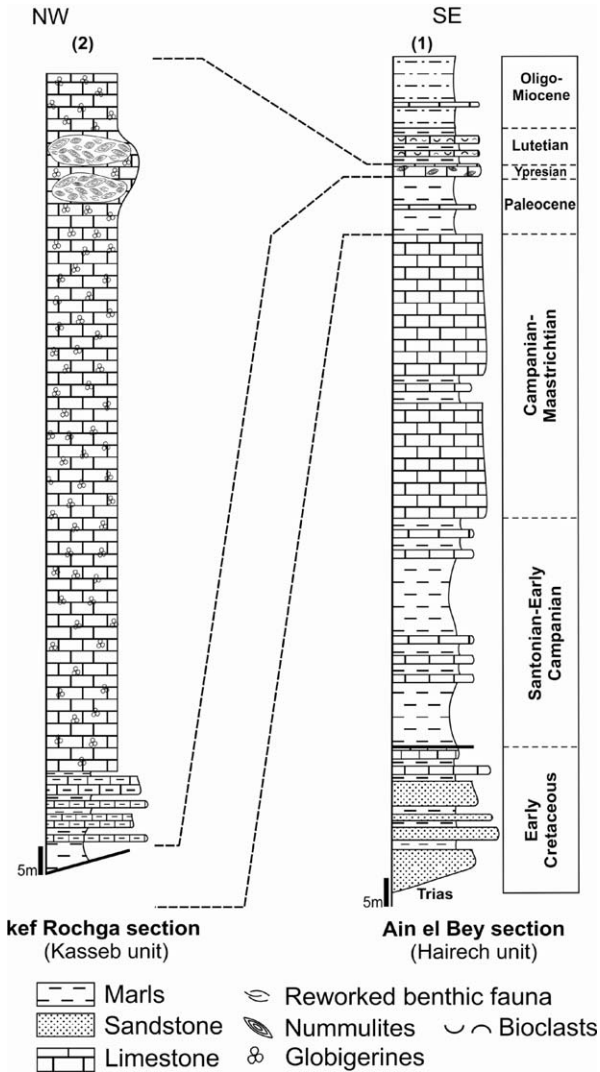 NW
SE
(2)
(1)
Oligo-
Miocene
Lutetian
Ypresian
Paleocene
Campanian-
Maastrichtian
Santonian-Early
Campanian
Early
Cretaceous
Trias
5m
5m
kef Rochga section
(Kasseb unit)
Ain el Bey section
(Hairech unit)
Marls
Reworked benthic fauna
Sandstone
Nummulites
Bioclasts
Limestone
Globigerines